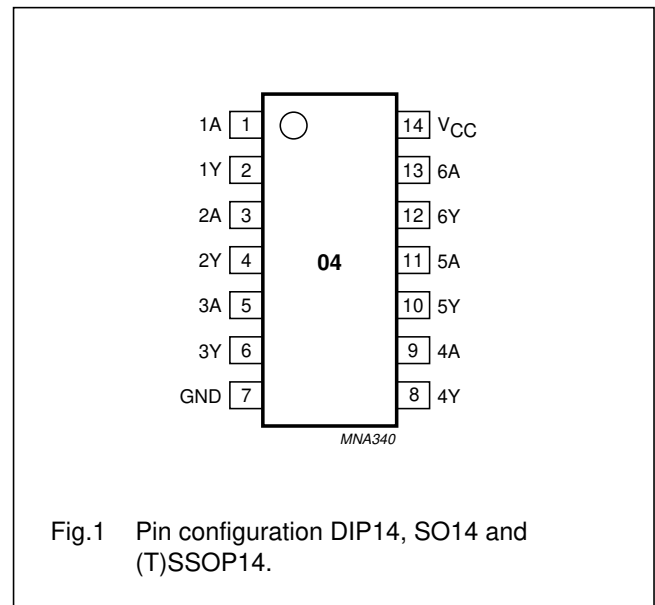 1A 1 14 VCC
1Y 2 13 6A
2A 3 12 6Y
2Y 4 04 11 5A
3A 5 10 5Y
3Y 6 9 4A
GND 7 8 4Y
MNA340
Fig.1 Pin configuration DIP14, SO14 and
(T)SSOP14.